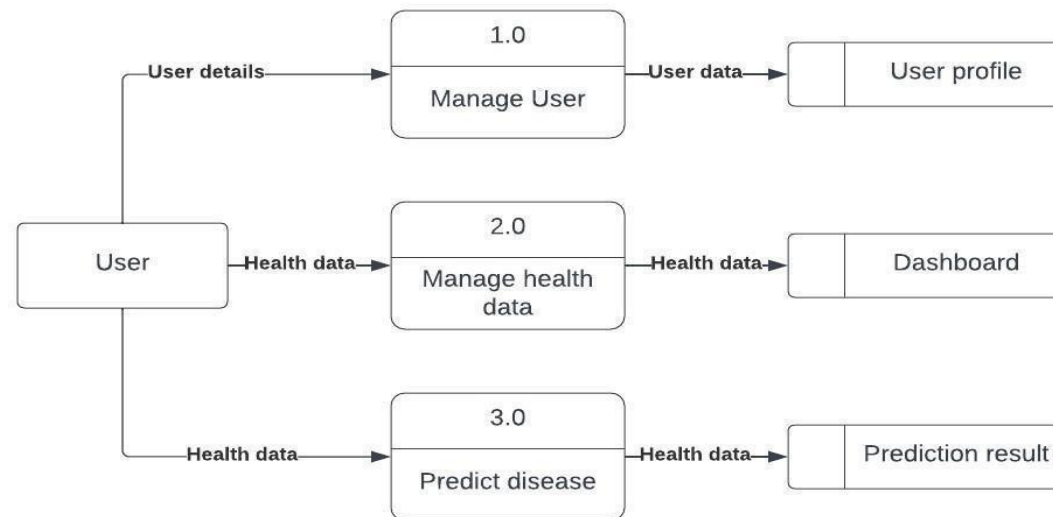 1.0
User details
Manage User
User data
User profile
User
Health data
2.0
Manage health
data
Health data
Dashboard
Health data
3.0
Predict disease
Health data
Prediction result